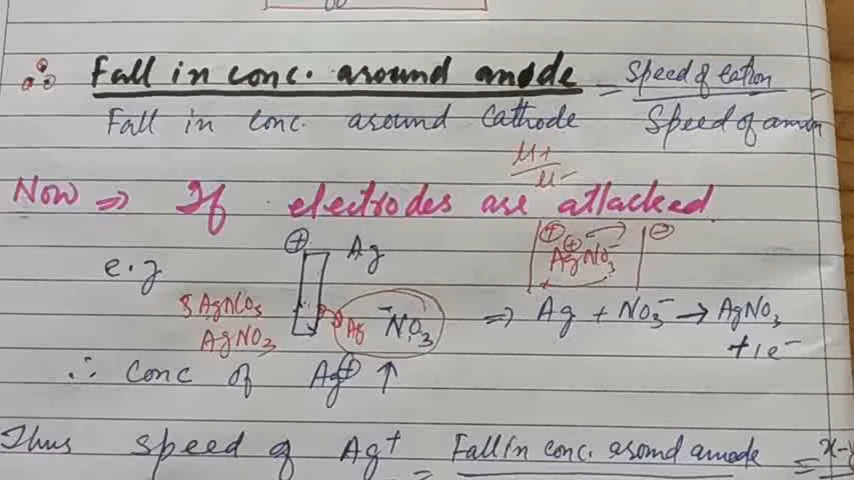 ∴ Fall in conc. around anode = Speed of cation =
Fall in conc. around cathode Speed of anion
μ+
μ-
Now ⇒ If electrodes are attacked.
⊕ ⊕ AgNO3 ⊖
e.g ⊕ Ag
8 AgNO3
AgNO3 Ag NO3⁻ ⇒ Ag + NO3⁻ → AgNO3
+1e⁻
∴ Conc of Ag⊕ ↑
Thus speed of Ag+ = Fall in conc. around anode = x-y